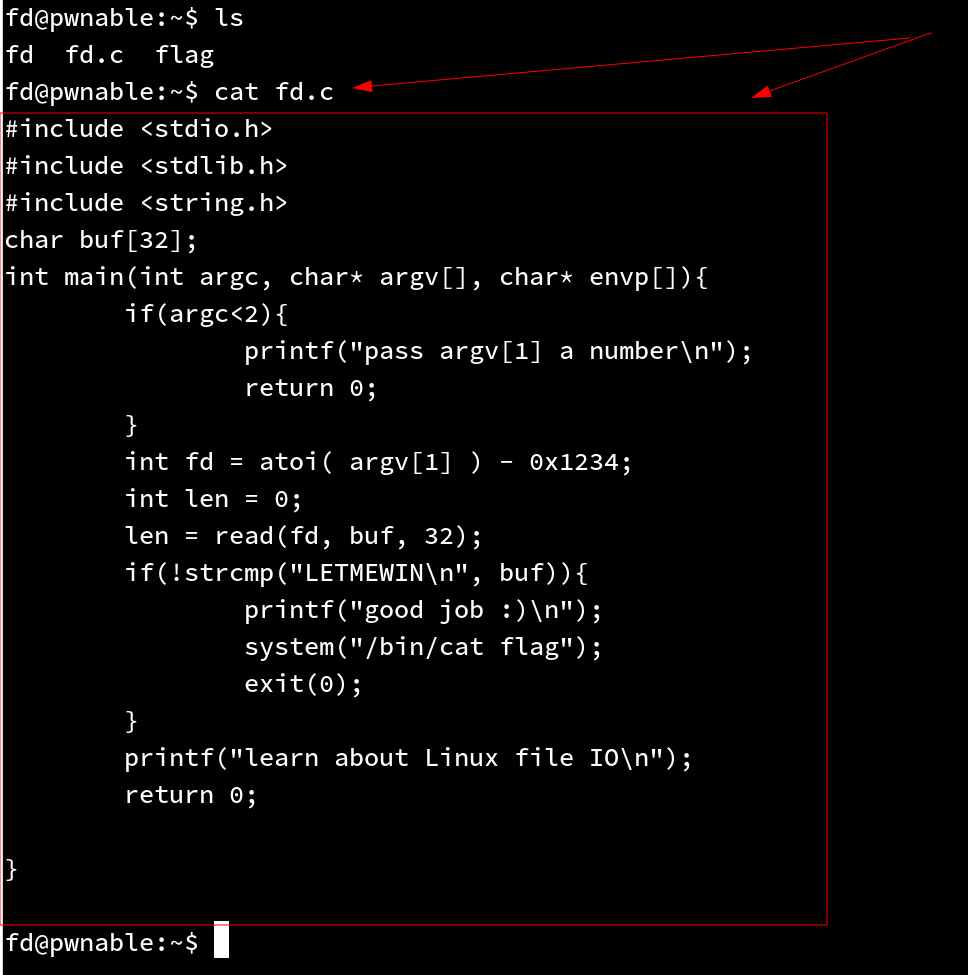 fd@pwnable:~$ ls
fd  fd.c  flag
fd@pwnable:~$ cat fd.c
#include <stdio.h>
#include <stdlib.h>
#include <string.h>
char buf[32];
int main(int argc, char* argv[], char* envp[]){
        if(argc<2){
                printf("pass argv[1] a number\n");
                return 0;
        }
        int fd = atoi( argv[1] ) - 0x1234;
        int len = 0;
        len = read(fd, buf, 32);
        if(!strcmp("LETMEWIN\n", buf)){
                printf("good job :)\n");
                system("/bin/cat flag");
                exit(0);
        }
        printf("learn about Linux file IO\n");
        return 0;

}

fd@pwnable:~$